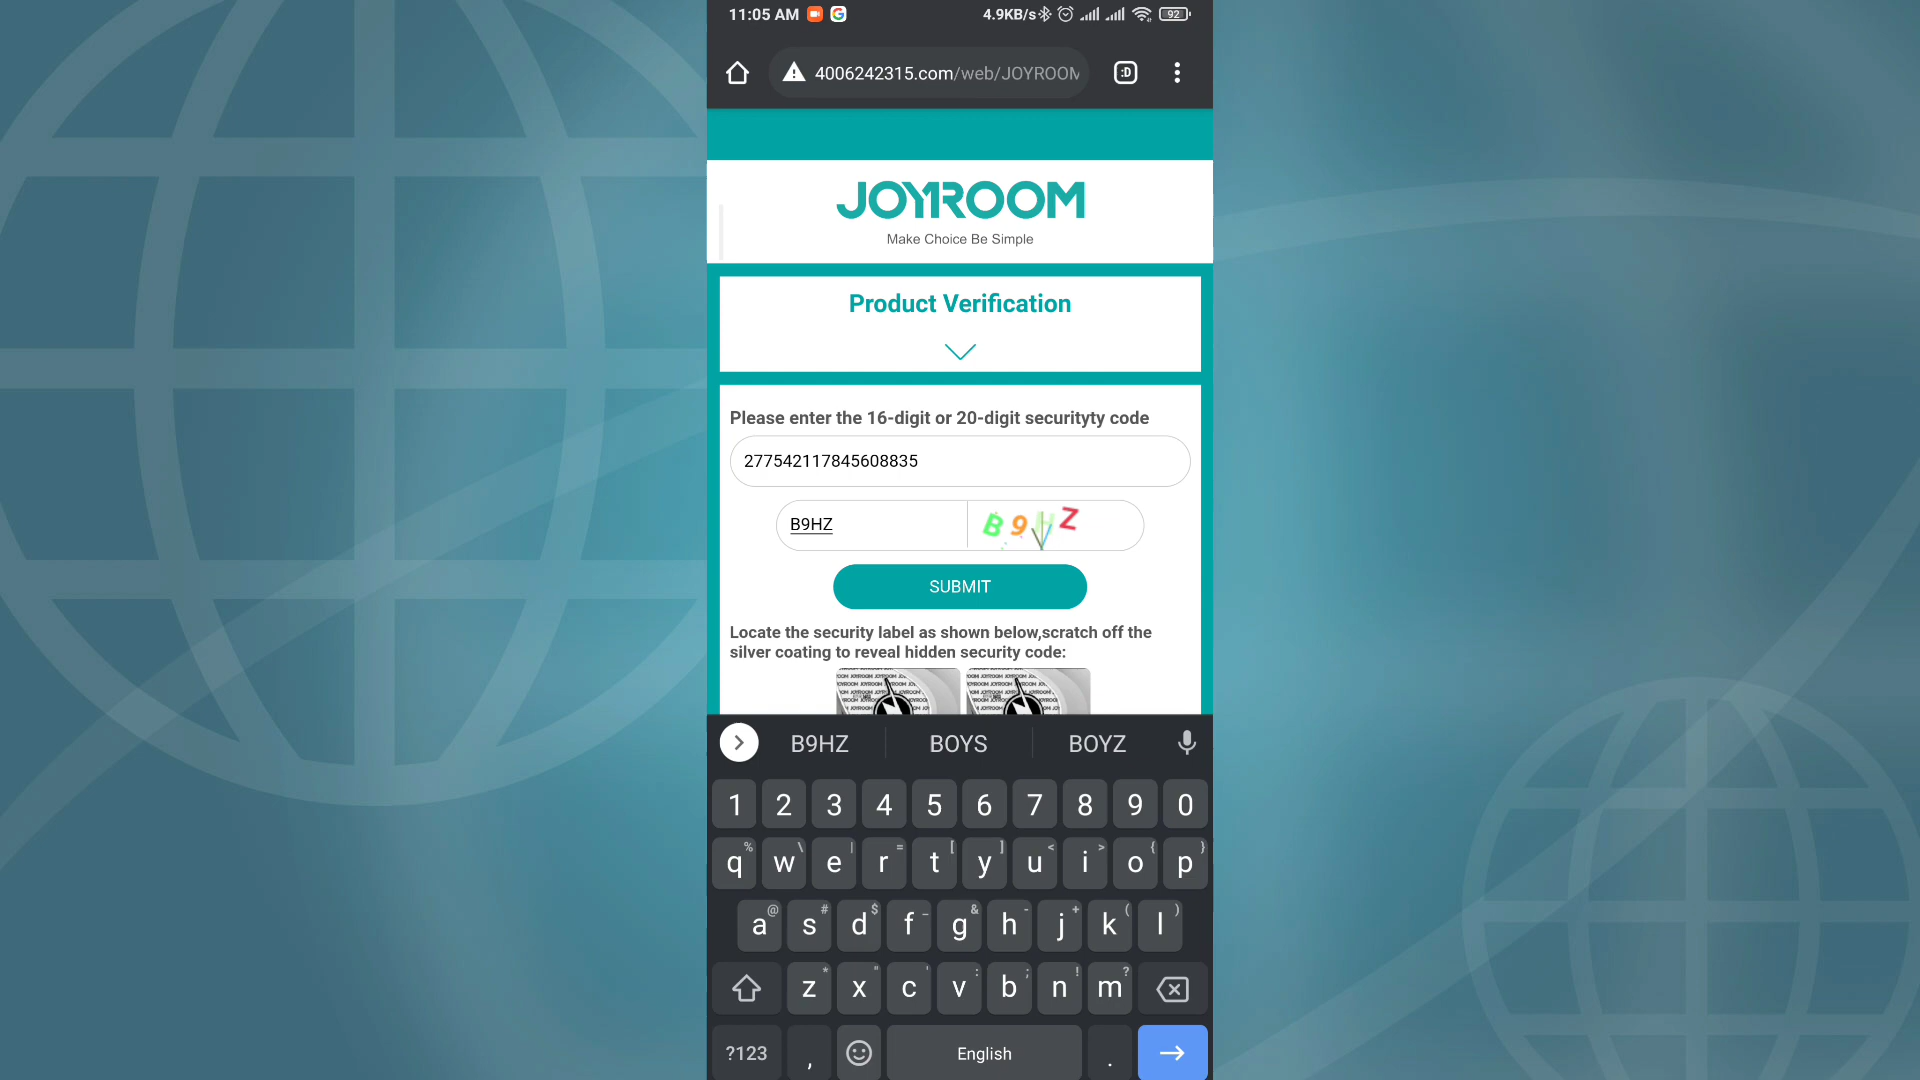 11:05 AM 4.9KB/s 92
4006242315.com/web/JOYROOM :D
JOYROOM
Make Choice Be Simple
Product Verification
Please enter the 16-digit or 20-digit securityty code
277542117845608835
B9HZ B9HZ
SUBMIT
Locate the security label as shown below,scratch off the
silver coating to reveal hidden security code:
B9HZ BOYS BOYZ
1 2 3 4 5 6 7 8 9 0
% \ | = [ ] < > { }
q w e r t y u i o p
@ # $ _ & - + ( )
a s d f g h j k l
* " ' : ; ! ?
z x c v b n m
?123 , English .